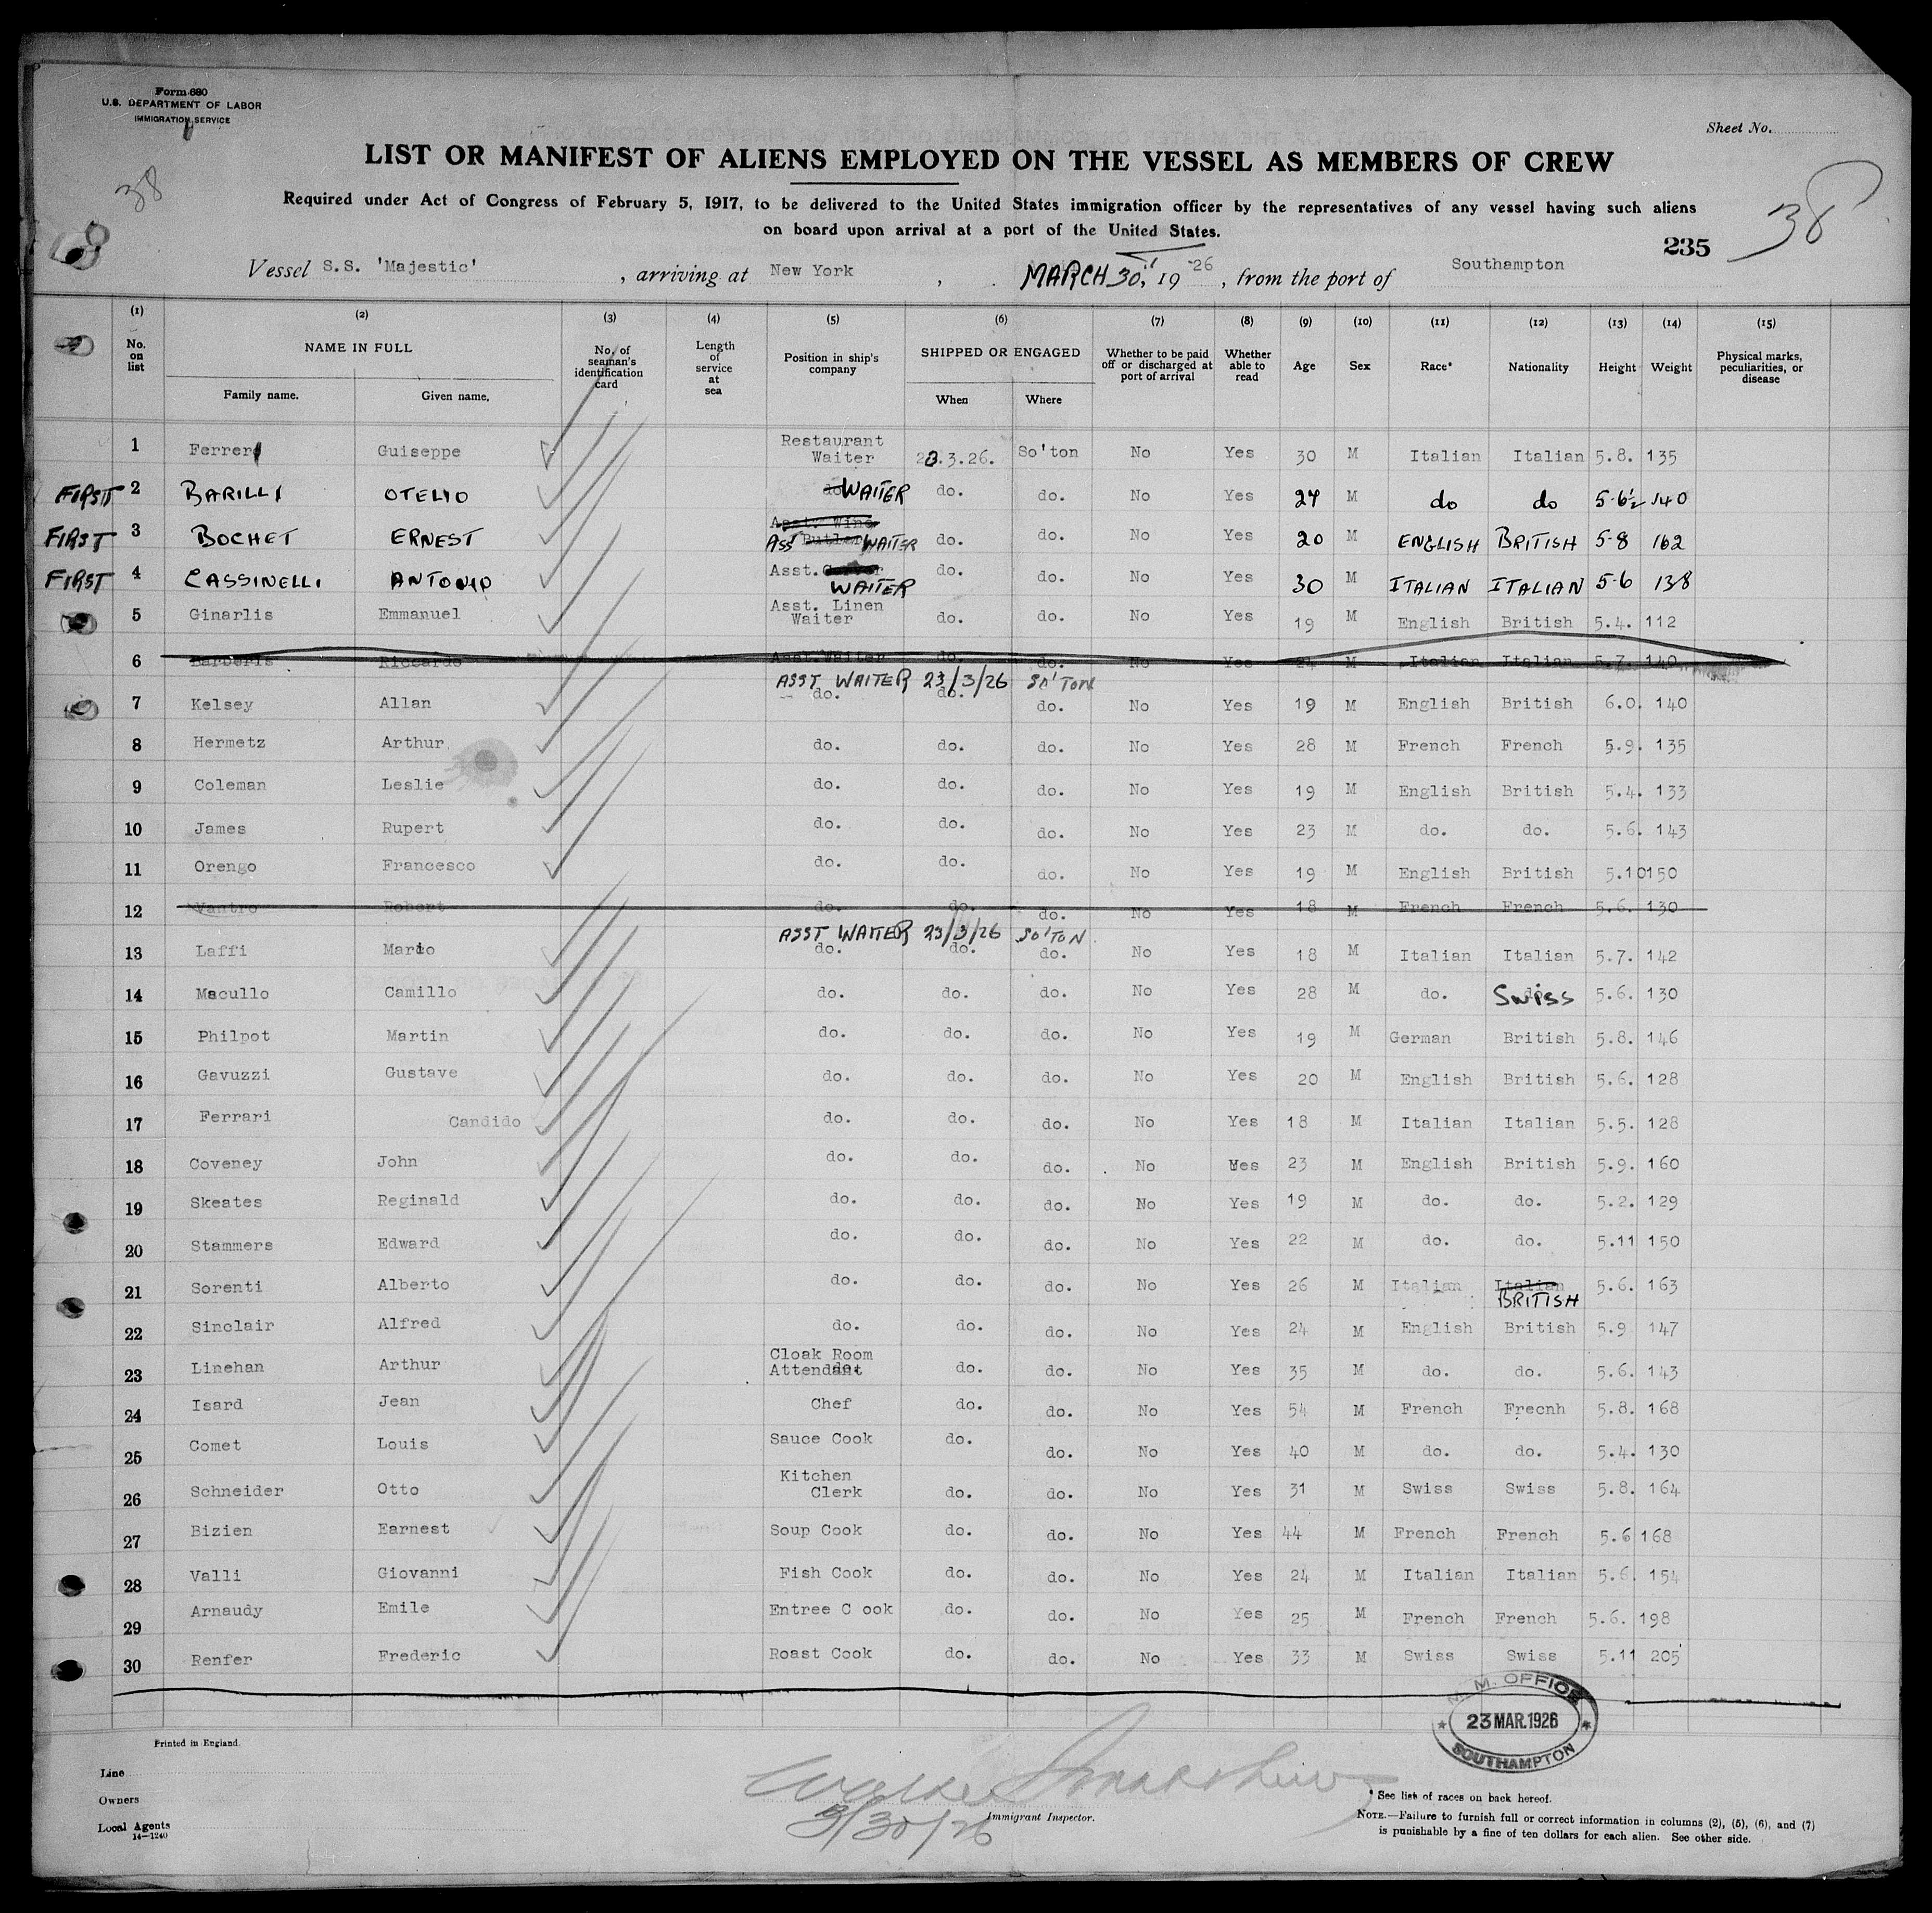 Form 680
U.S. DEPARTMENT OF LABOR
IMMIGRATION SERVICE
Sheet No.
LIST OR MANIFEST OF ALIENS EMPLOYED ON THE VESSEL AS MEMBERS OF CREW
38
Required under Act of Congress of February 5, 1917, to be delivered to the United States immigration officer by the representatives of any vessel having such aliens
on board upon arrival at a port of the United States.
38
235
Vessel S.S. 'Majestic' , arriving at New York , MARCH 30, 1926 , from the port of Southampton
(1) (2) (3) (4) (5) (6) (7) (8) (9) (10) (11) (12) (13) (14) (15)
No. on list NAME IN FULL Family name. Given name. No. of seaman's identification card Length of service at sea Position in ship's company SHIPPED OR ENGAGED When Where Whether to be paid off or discharged at port of arrival Whether able to read Age Sex Race* Nationality Height Weight Physical marks, peculiarities, or disease
1 Ferrer Guiseppe Restaurant Waiter 23.3.26. So'ton No Yes 30 M Italian Italian 5.8. 135
FIRST 2 BARILLI OTELIO do WAITER do. do. No Yes 27 M do do 5-6½ 140
FIRST 3 BOCHET ERNEST Asst. Wine Butler ASST WAITER do. do. No Yes 20 M ENGLISH BRITISH 5-8 162
FIRST 4 CASSINELLI ANTONIO Asst. WAITER do. do. No Yes 30 M ITALIAN ITALIAN 5-6 138
5 Ginarlis Emmanuel Asst. Linen Waiter do. do. No Yes 19 M English British 5.4. 112
6 Barberis Riccardo Asst. Waiter do. do. No Yes 24 M Italian Italian 5.7. 140
ASST WAITER 23/3/26 SO'TON
7 Kelsey Allan do. do. do. No Yes 19 M English British 6.0. 140
8 Hermetz Arthur. do. do. do. No Yes 28 M French French 5.9. 135
9 Coleman Leslie do. do. do. No Yes 19 M English British 5.4. 133
10 James Rupert do. do. do. No Yes 23 M do. do. 5.6. 143
11 Orengo Francesco do. do. do. No Yes 19 M English British 5.10 150
12 Vantro Robert do. do. do. No Yes 18 M French French 5.6. 130
ASST WAITER 23/3/26 SO'TON
13 Laffi Mario do. do. do. No Yes 18 M Italian Italian 5.7. 142
14 Macullo Camillo do. do. do. No Yes 28 M do. Swiss 5.6. 130
15 Philpot Martin do. do. do. No Yes 19 M German British 5.8. 146
16 Gavuzzi Gustave do. do. do. No Yes 20 M English British 5.6. 128
17 Ferrari Candido do. do. do. No Yes 18 M Italian Italian 5.5. 128
18 Coveney John do. do. do. No Yes 23 M English British 5.9. 160
19 Skeates Reginald do. do. do. No Yes 19 M do. do. 5.2. 129
20 Stammers Edward do. do. do. No Yes 22 M do. do. 5.11 150
21 Sorenti Alberto do. do. do. No Yes 26 M Italian Italian BRITISH 5.6. 163
22 Sinclair Alfred do. do. do. No Yes 24 M English British 5.9 147
23 Linehan Arthur Cloak Room Attendant do. do. No Yes 35 M do. do. 5.6. 143
24 Isard Jean Chef do. do. No Yes 54 M French Frecnh 5.8. 168
25 Comet Louis Sauce Cook do. do. No Yes 40 M do. do. 5.4. 130
26 Schneider Otto Kitchen Clerk do. do. No Yes 31 M Swiss Swiss 5.8. 164
27 Bizien Earnest Soup Cook do. do. No Yes 44 M French French 5.6 168
28 Valli Giovanni Fish Cook do. do. No Yes 24 M Italian Italian 5.6. 154
29 Arnaudy Emile Entree C ook do. do. No Yes 25 M French French 5.6. 198
30 Renfer Frederic Roast Cook do. do. No Yes 33 M Swiss Swiss 5.11 205
M. M. OFFICE
23 MAR. 1926
SOUTHAMPTON
Printed in England.
Line
Owners
Local Agents
14-1240
3/30/26
Immigrant Inspector.
* See list of races on back hereof.
NOTE.—Failure to furnish full or correct information in columns (2), (5), (6), and (7)
is punishable by a fine of ten dollars for each alien. See other side.